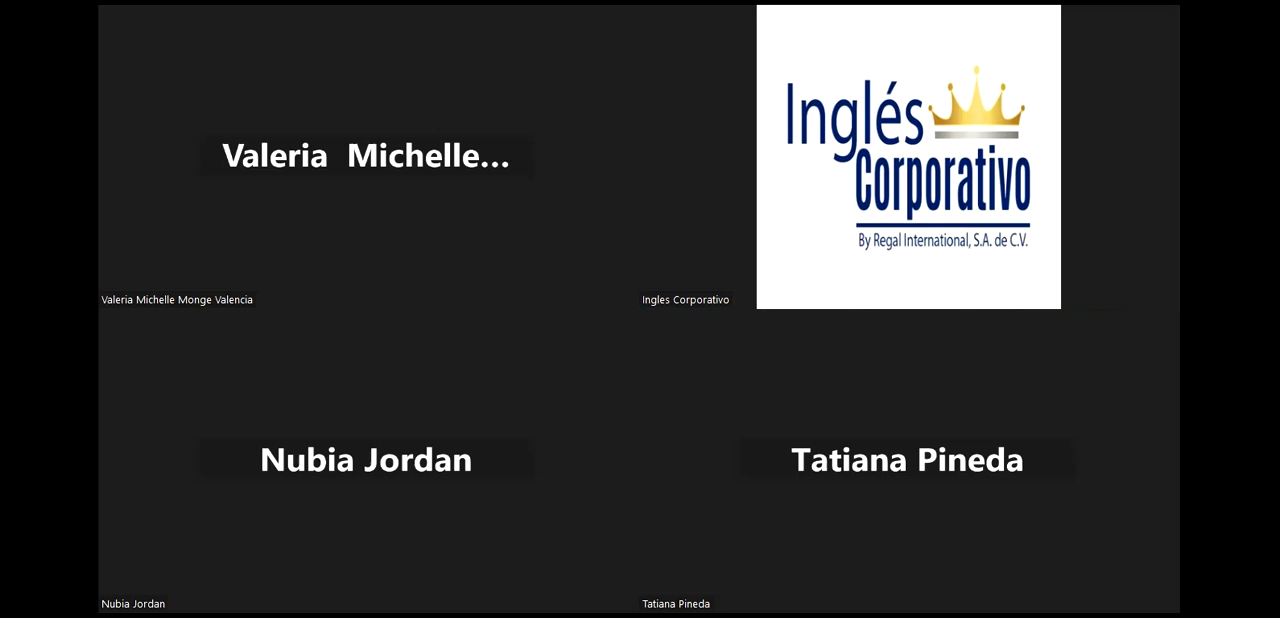 Valeria Michelle...
Valeria Michelle Monge Valencia
Inglés
Corporativo
By Regal International, S.A. de C.V.
Ingles Corporativo
Nubia Jordan
Nubia Jordan
Tatiana Pineda
Tatiana Pineda